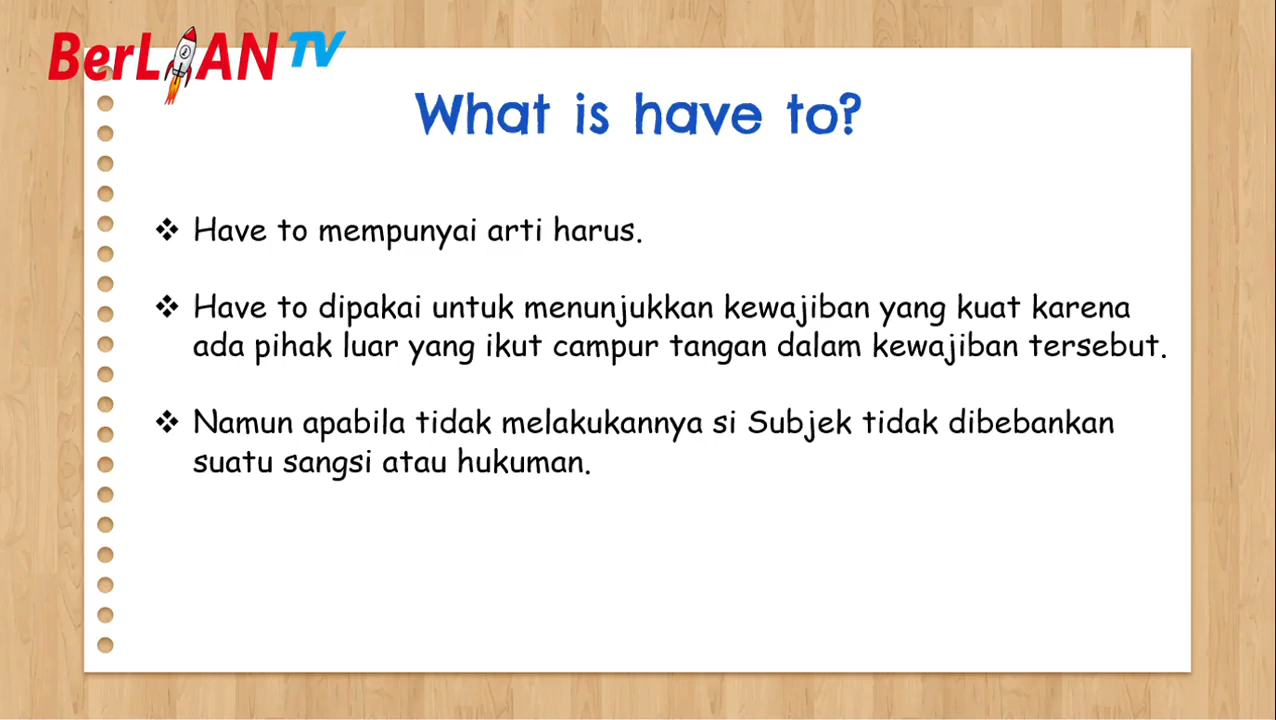 BerLIAN TV
What is have to?
❖ Have to mempunyai arti harus.
❖ Have to dipakai untuk menunjukkan kewajiban yang kuat karena
ada pihak luar yang ikut campur tangan dalam kewajiban tersebut.
❖ Namun apabila tidak melakukannya si Subjek tidak dibebankan
suatu sangsi atau hukuman.